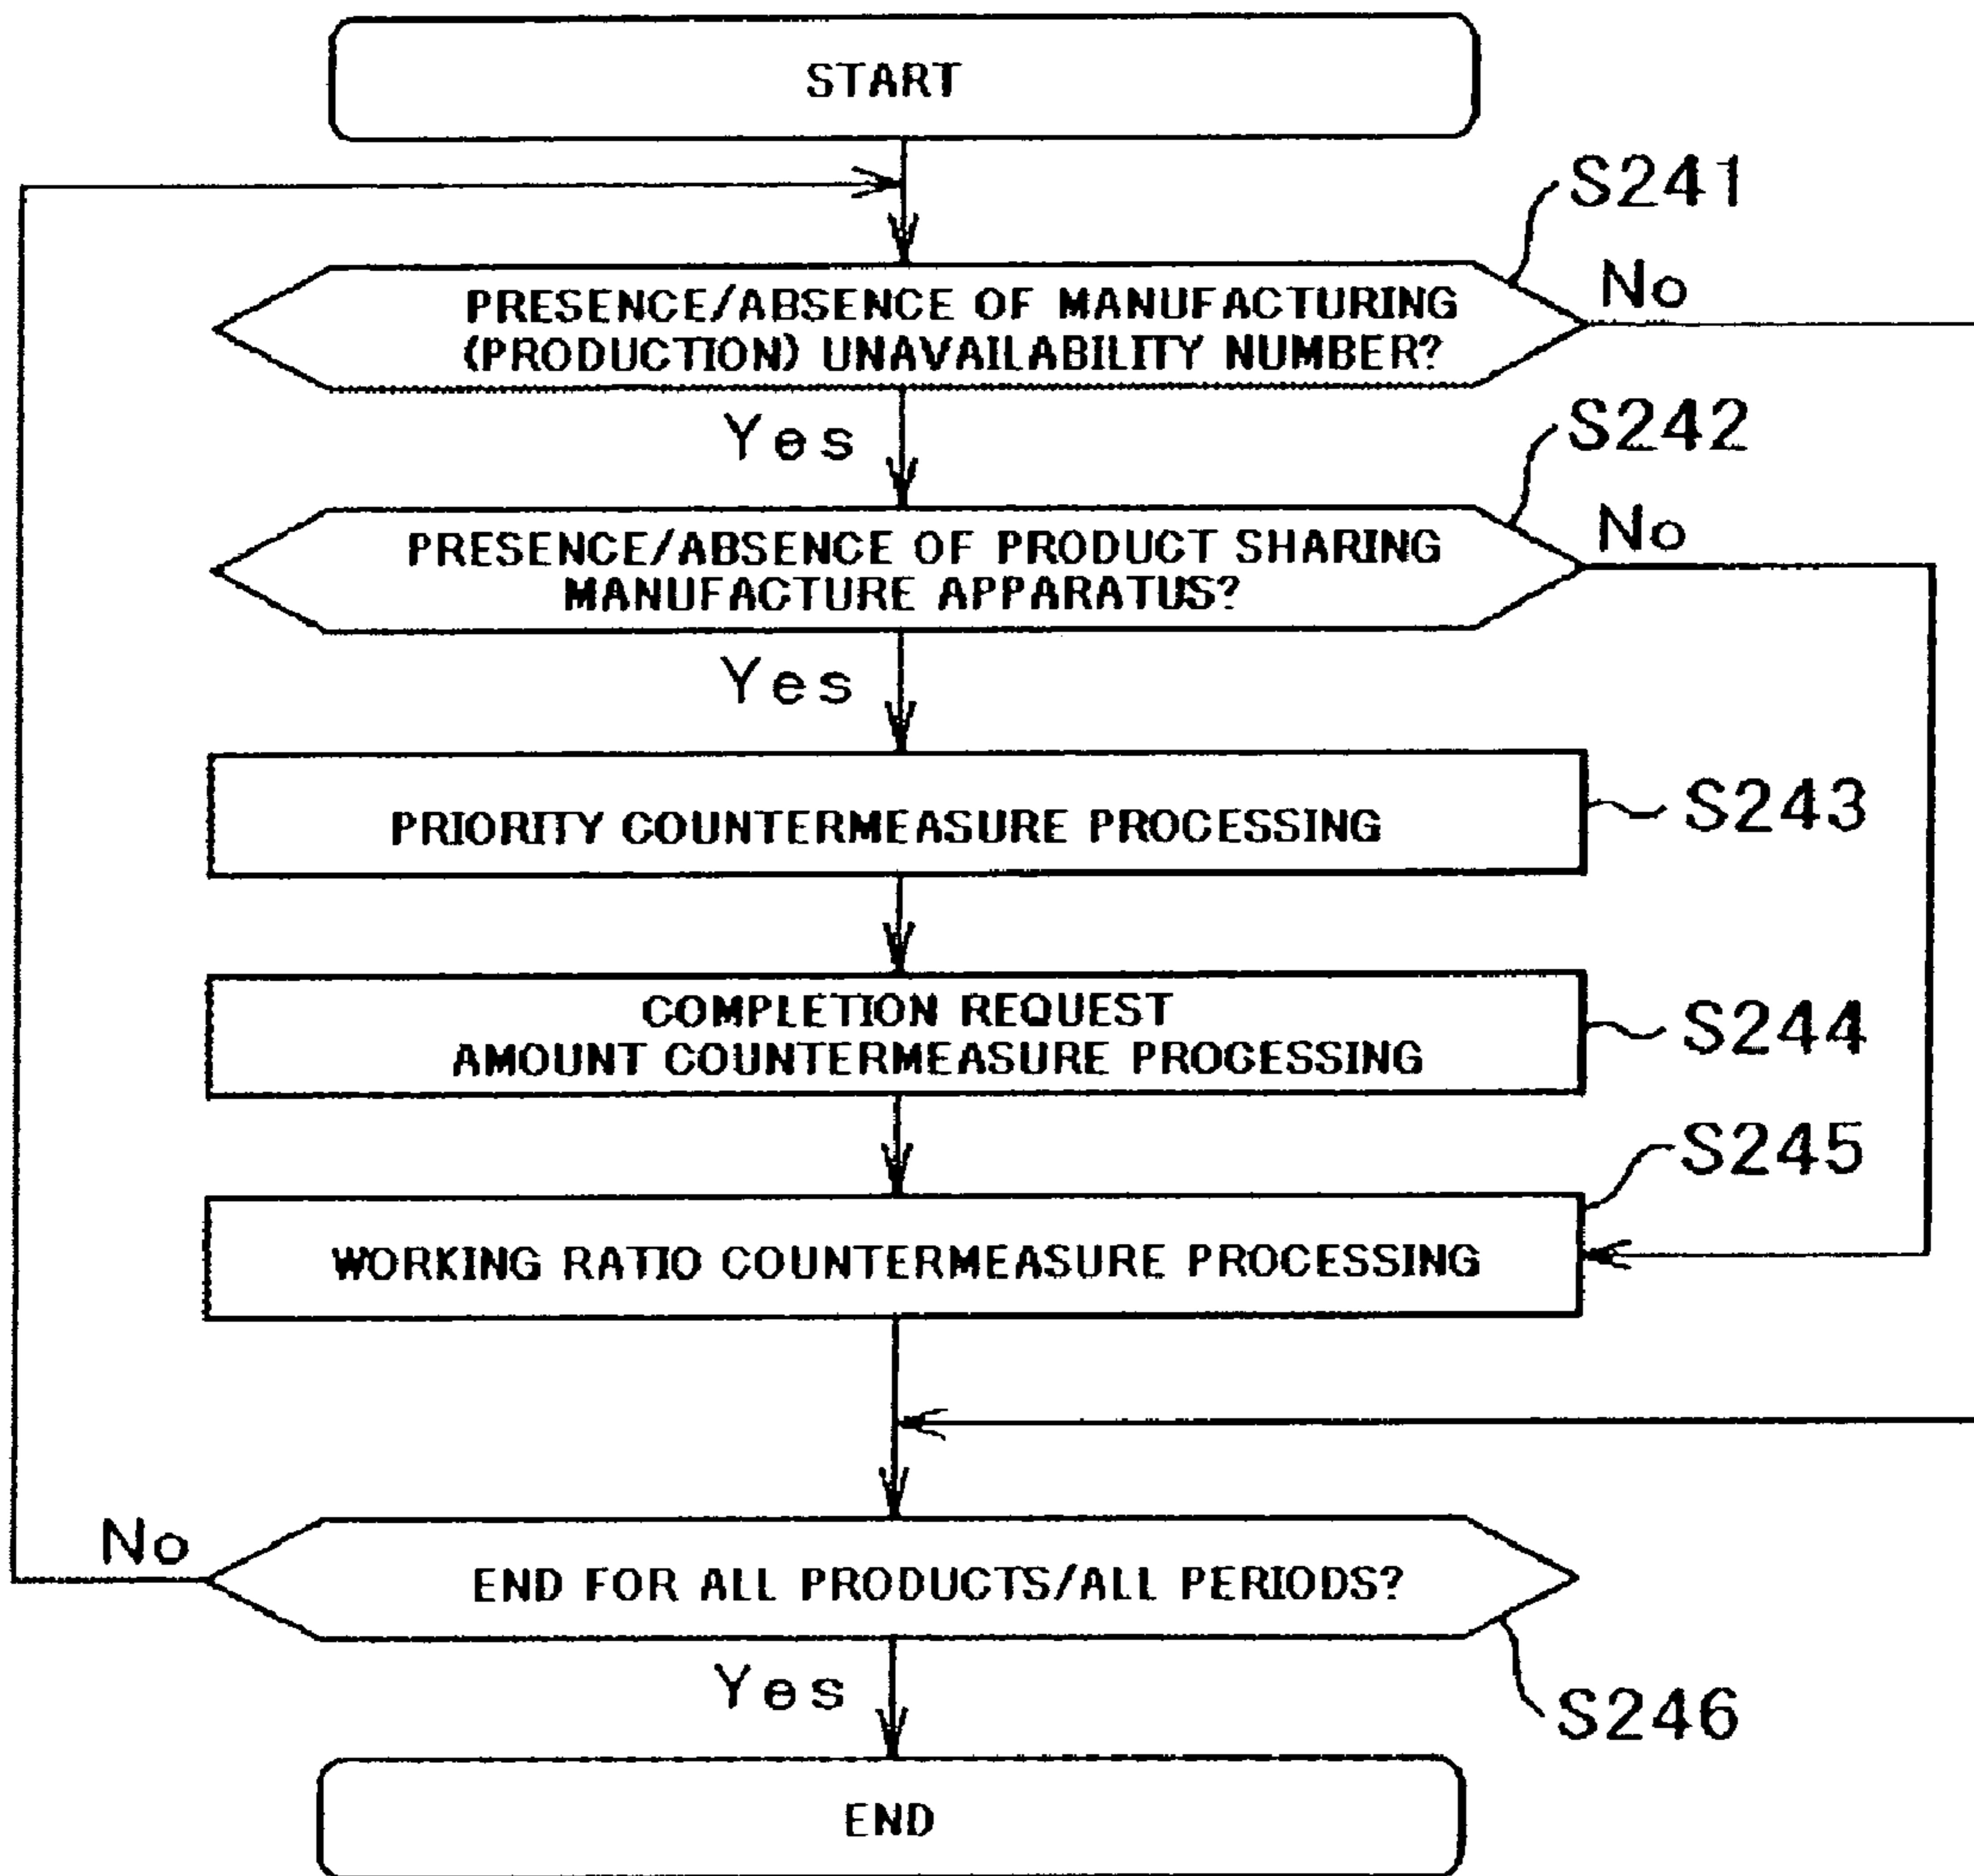 START
S241
PRESENCE/ABSENCE OF MANUFACTURING
(PRODUCTION) UNAVAILABILITY NUMBER?
No
Yes
S242
PRESENCE/ABSENCE OF PRODUCT SHARING
MANUFACTURE APPARATUS?
No
Yes
PRIORITY COUNTERMEASURE PROCESSING
S243
COMPLETION REQUEST
AMOUNT COUNTERMEASURE PROCESSING
S244
S245
WORKING RATIO COUNTERMEASURE PROCESSING
No
END FOR ALL PRODUCTS/ALL PERIODS?
Yes
S246
END